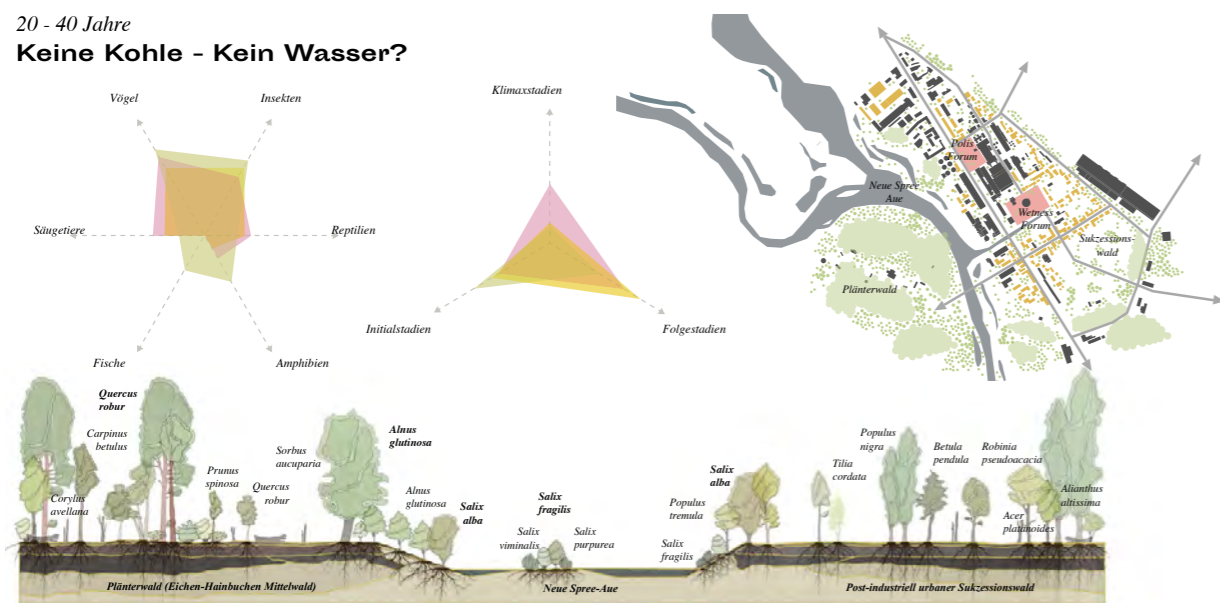 20 - 40 Jahre
Keine Kohle - Kein Wasser?
Vögel
Insekten
Säugetiere
Reptilien
Fische
Amphibien
Klimaxstadien
Initialstadien
Folgestadien
Polis
Forum
Neue Spree
Aue
Wetness
Forum
Sukzessions-
wald
Plänterwald
Quercus
robur
Carpinus
betulus
Corylus
avellana
Prunus
spinosa
Sorbus
aucuparia
Quercus
robur
Alnus
glutinosa
Alnus
glutinosa
Salix
alba
Salix
fragilis
Salix
viminalis
Salix
purpurea
Salix
alba
Populus
tremula
Salix
fragilis
Tilia
cordata
Populus
nigra
Betula
pendula
Robinia
pseudoacacia
Acer
platanoides
Alianthus
altissima
Plänterwald (Eichen-Hainbuchen Mittelwald)
Neue Spree-Aue
Post-industriell urbaner Sukzessionswald